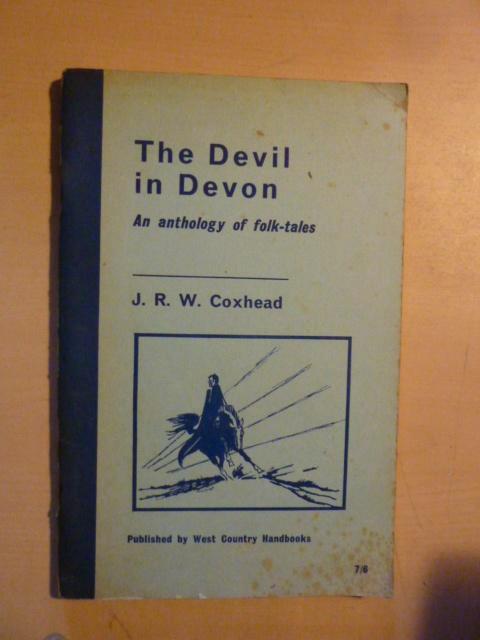 The Devil
in Devon
An anthology of folk-tales
J. R. W. Coxhead
Published by West Country Handbooks
7/6